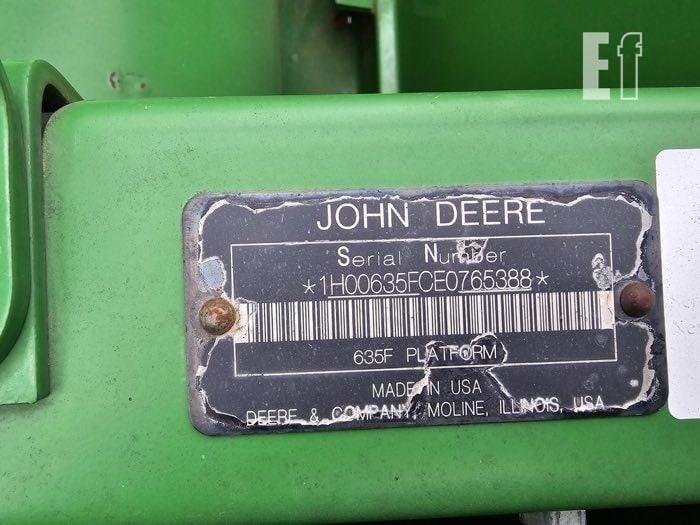 Ef
JOHN DEERE
Serial Number
*1H00635FCE0765388*
635F PLATFORM
MADE IN USA
DEERE & COMPANY, MOLINE, ILLINOIS, USA